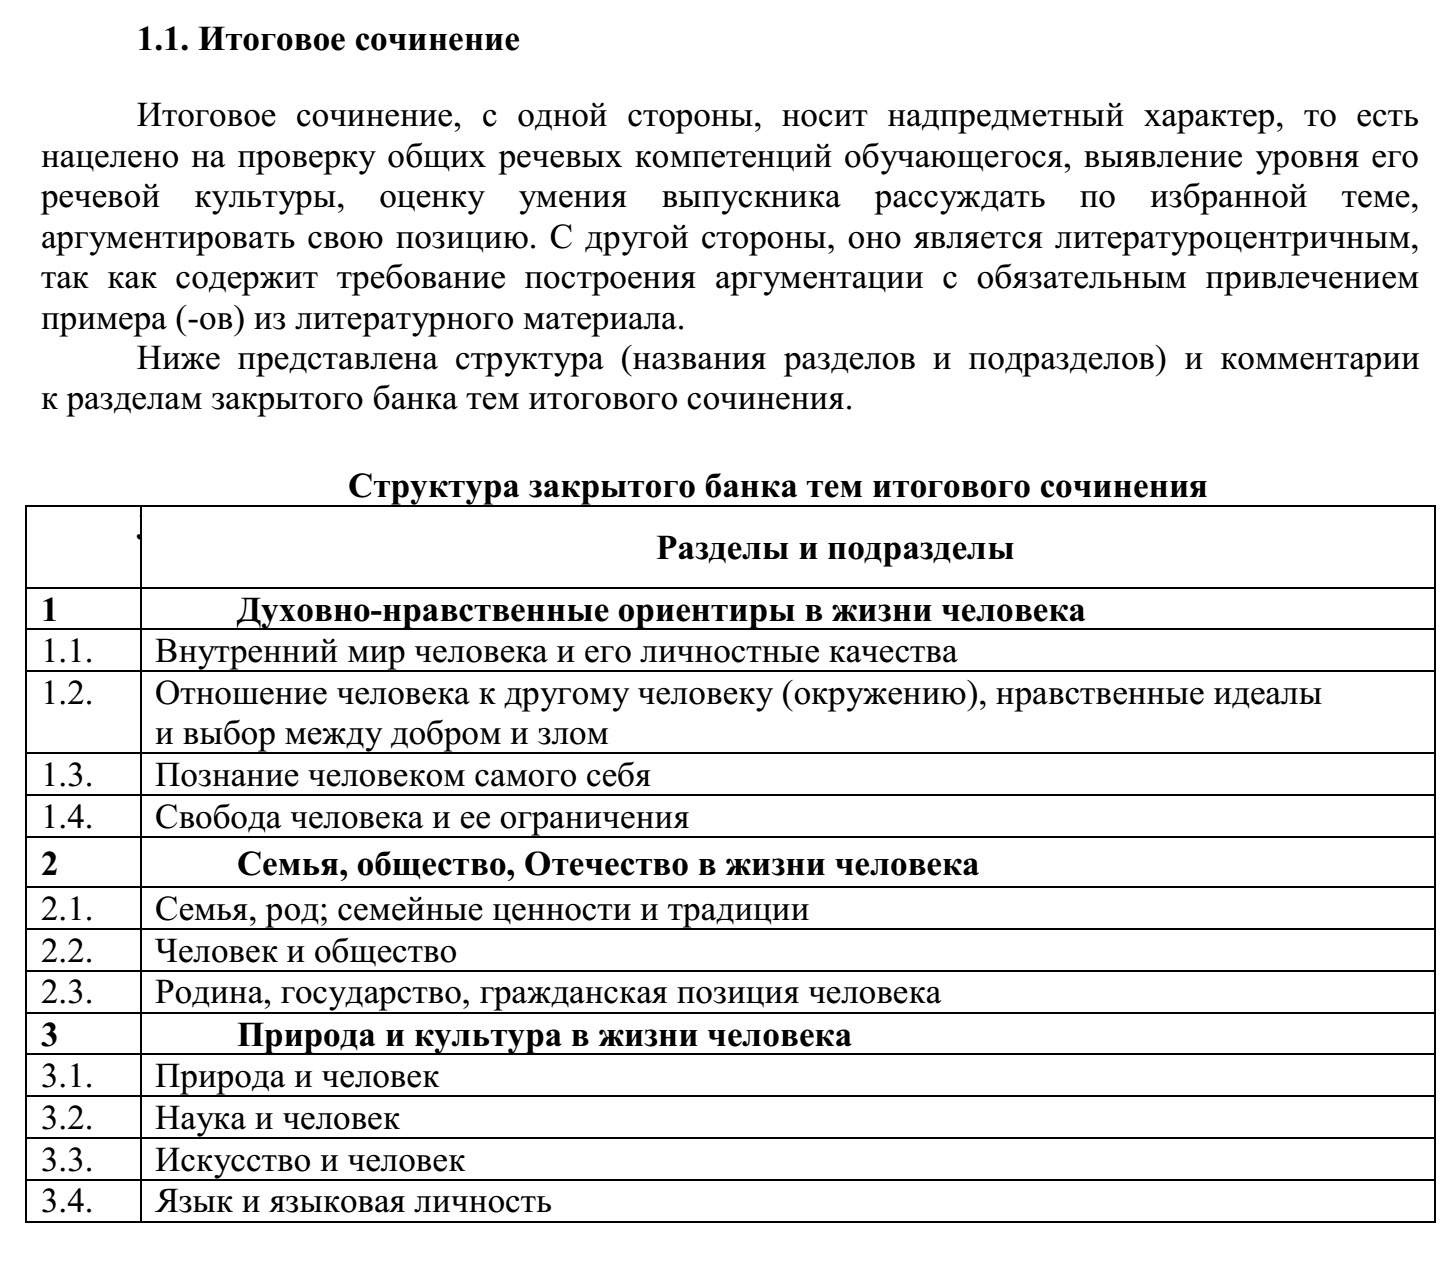 1.1. Итоговое сочинение
Итоговое сочинение, с одной стороны, носит надпредметный характер, то есть
нацелено на проверку общих речевых компетенций обучающегося, выявление уровня его
речевой культуры, оценку умения выпускника рассуждать по избранной теме,
аргументировать свою позицию. С другой стороны, оно является литературоцентричным,
так как содержит требование построения аргументации с обязательным привлечением
примера (-ов) из литературного материала.
Ниже представлена структура (названия разделов и подразделов) и комментарии
к разделам закрытого банка тем итогового сочинения.
Структура закрытого банка тем итогового сочинения
Разделы и подразделы
1 Духовно-нравственные ориентиры в жизни человека
1.1. Внутренний мир человека и его личностные качества
1.2. Отношение человека к другому человеку (окружению), нравственные идеалы
и выбор между добром и злом
1.3. Познание человеком самого себя
1.4. Свобода человека и ее ограничения
2 Семья, общество, Отечество в жизни человека
2.1. Семья, род; семейные ценности и традиции
2.2. Человек и общество
2.3. Родина, государство, гражданская позиция человека
3 Природа и культура в жизни человека
3.1. Природа и человек
3.2. Наука и человек
3.3. Искусство и человек
3.4. Язык и языковая личность